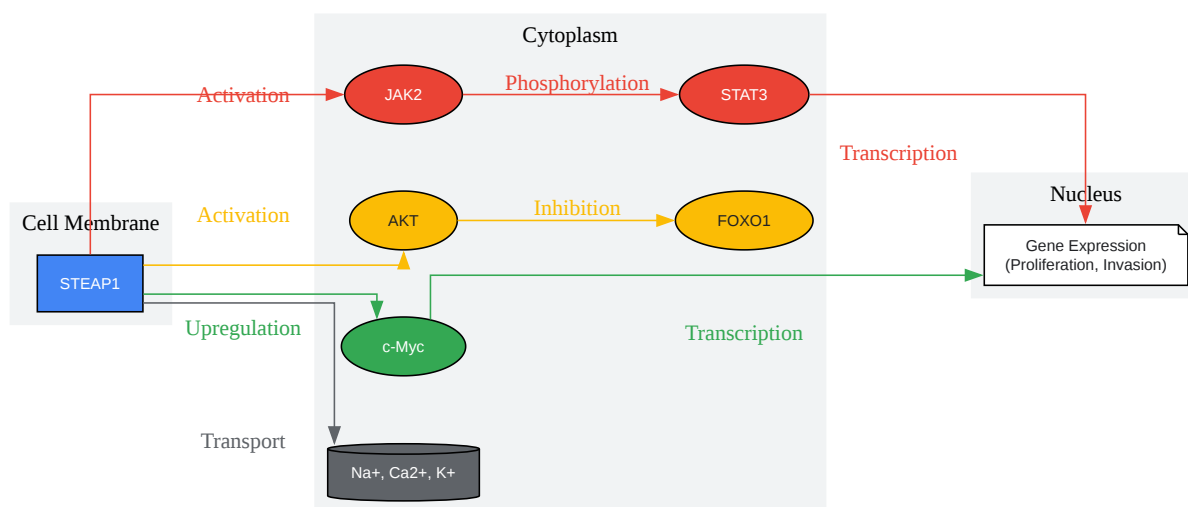 Cytoplasm
Activation
JAK2
Phosphorylation
STAT3
Transcription
Cell Membrane
STEAP1
Activation
AKT
Inhibition
FOXO1
Nucleus
Gene Expression
(Proliferation, Invasion)
Upregulation
c-Myc
Transcription
Transport
Na+, Ca2+, K+